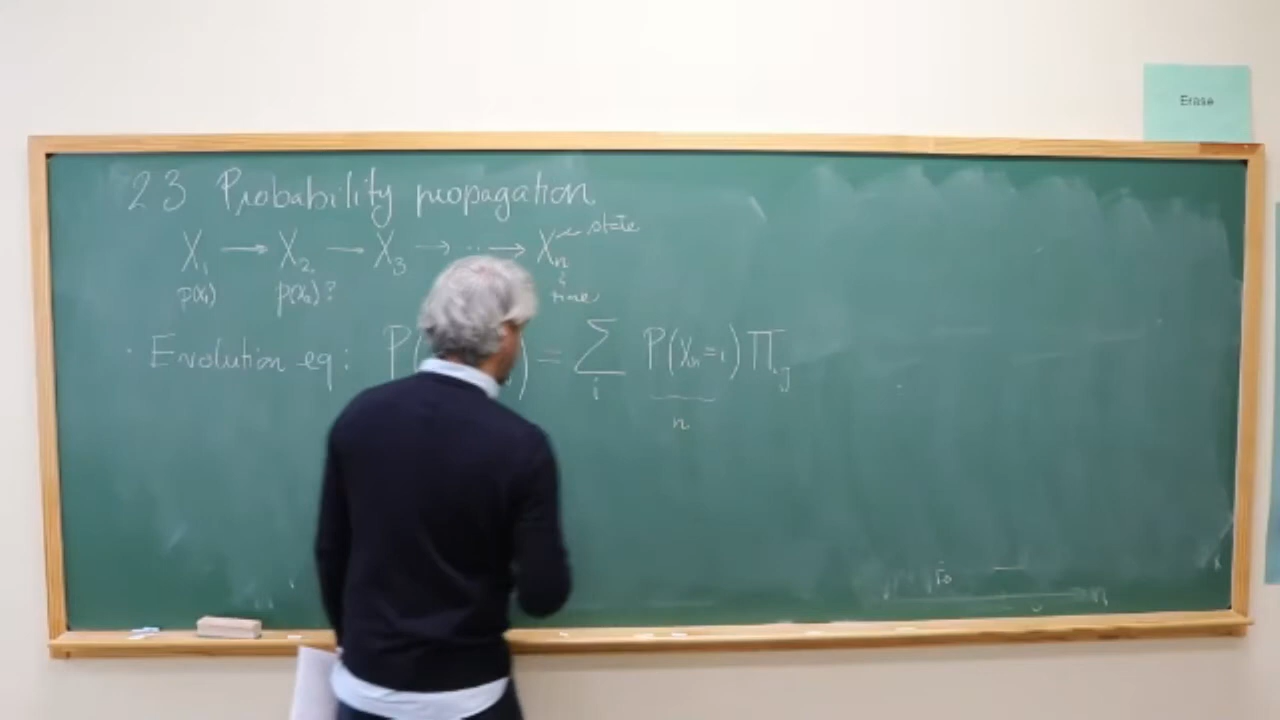 Erase
2 3 Probability propagation
X₁ → X₂ → X₃ → ... → Xₙ ← state
p(x₁) p(x₂) ? time
· Evolution eq: P( ) = ∑ᵢ P(Xₙ=i) Πᵢⱼ
n